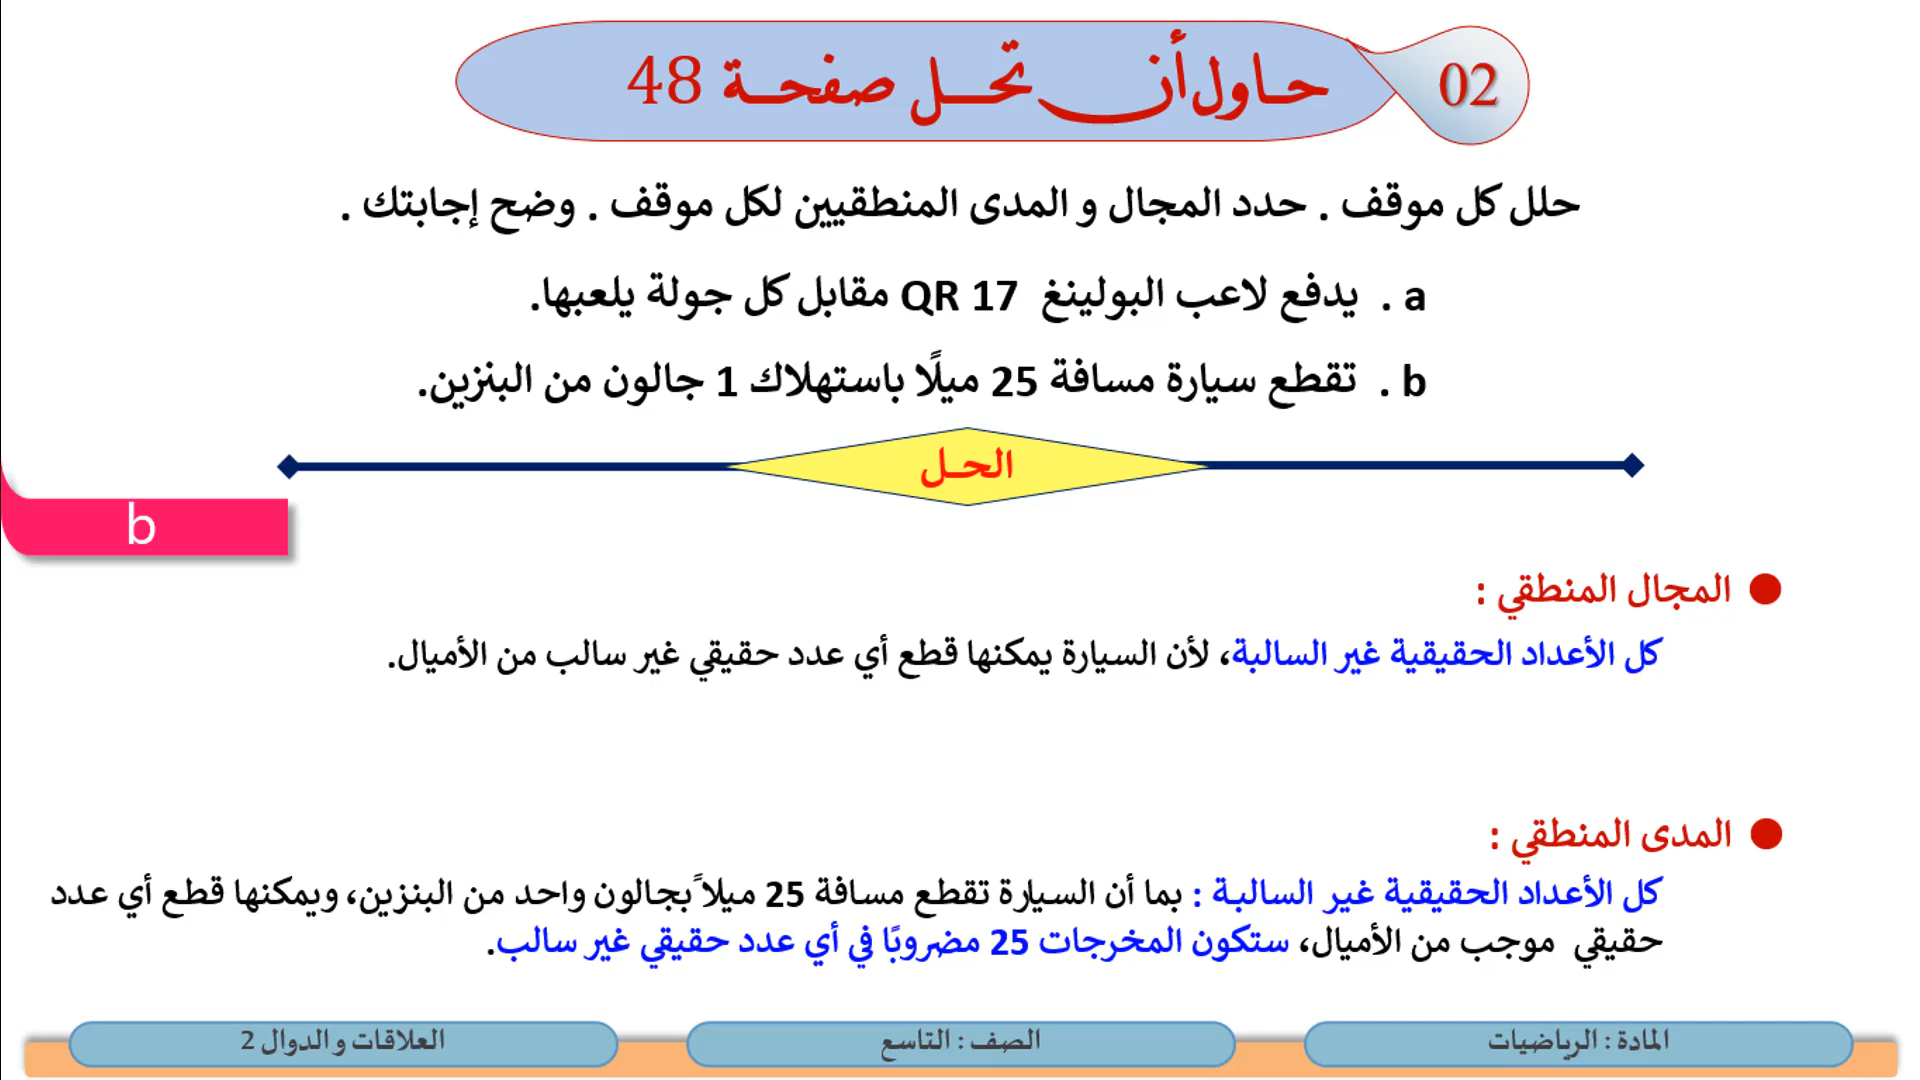 02
حاول أن تحل صفحة 48
حلل كل موقف . حدد المجال و المدى المنطقيين لكل موقف . وضح إجابتك .
a . يدفع لاعب البولينغ QR 17 مقابل كل جولة يلعبها.
b . تقطع سيارة مسافة 25 ميلًا باستهلاك 1 جالون من البنزين.
الحل
b
المجال المنطقي :
كل الأعداد الحقيقية غير السالبة، لأن السيارة يمكنها قطع أي عدد حقيقي غير سالب من الأميال.
المدى المنطقي :
كل الأعداد الحقيقية غير السالبة : بما أن السيارة تقطع مسافة 25 ميلاً بجالون واحد من البنزين، ويمكنها قطع أي عدد
حقيقي موجب من الأميال، ستكون المخرجات 25 مضروبًا في أي عدد حقيقي غير سالب.
المادة : الرياضيات
الصف : التاسع
العلاقات و الدوال 2